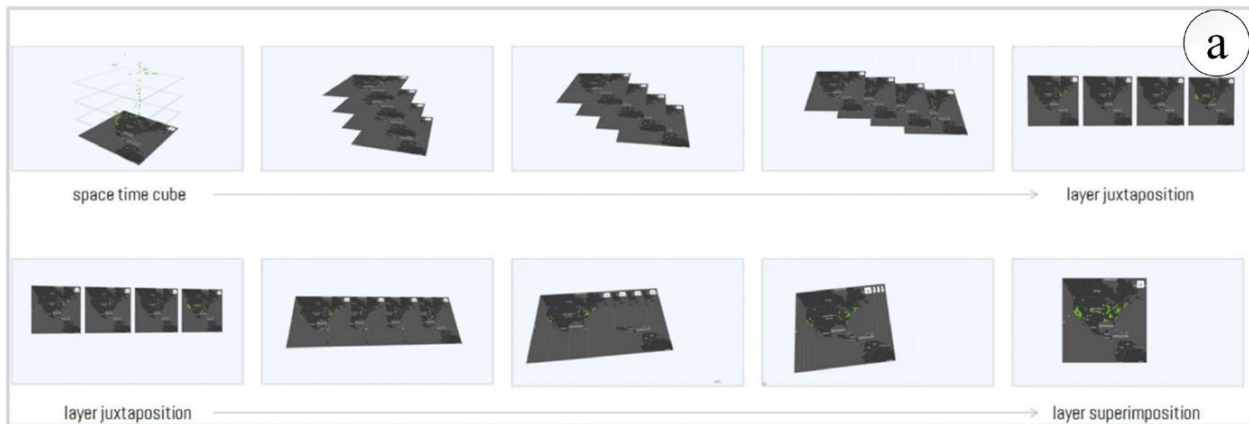 a
space time cube
layer juxtaposition
layer juxtaposition
layer superimposition